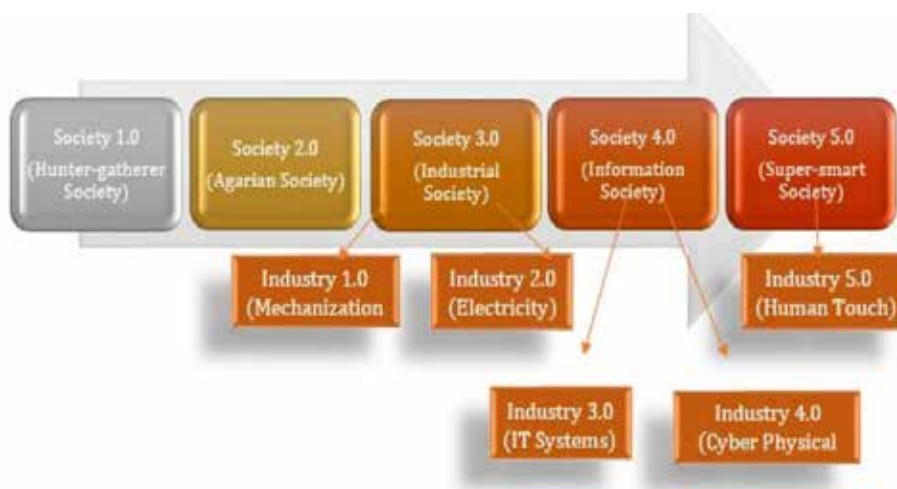 Society 1.0
(Hunter-gatherer
Society)
Society 2.0
(Agarian Society)
Society 3.0
(Industrial
Society)
Society 4.0
(Information
Society)
Society 5.0
(Super-smart
Society)
Industry 1.0
(Mechanization
Industry 2.0
(Electricity)
Industry 5.0
(Human Touch)
Industry 3.0
(IT Systems)
Industry 4.0
(Cyber Physical